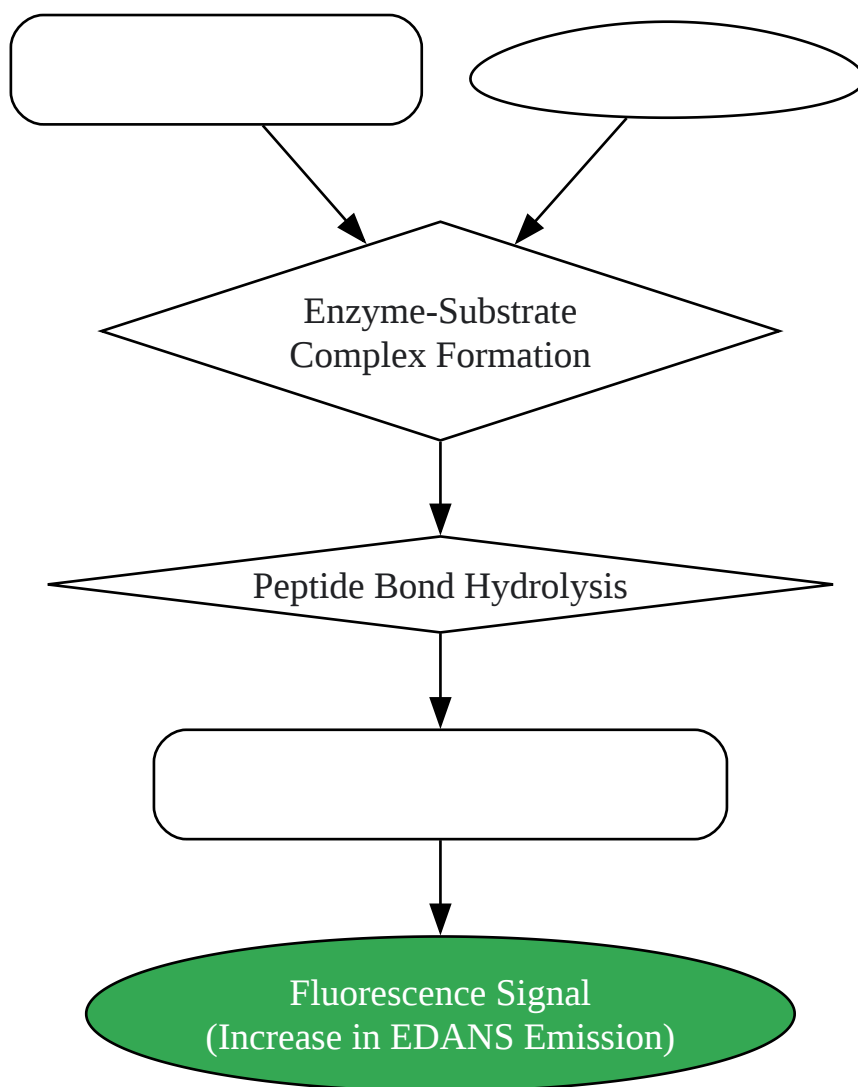 Enzyme-Substrate
Complex Formation
Peptide Bond Hydrolysis
Fluorescence Signal
(Increase in EDANS Emission)